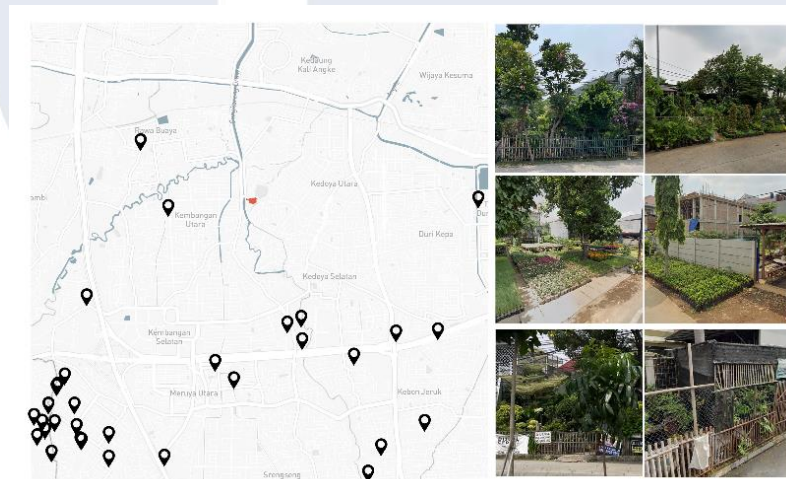 Kedaung
Kali Angke
Wijaya Kesuma
Rawa Buaya
Kedoya Utara
Kembangan
Utara
Duri Kepa
Kedoya Selatan
Kembangan
Selatan
Meruya Utara
Kebon Jeruk
Srengseng